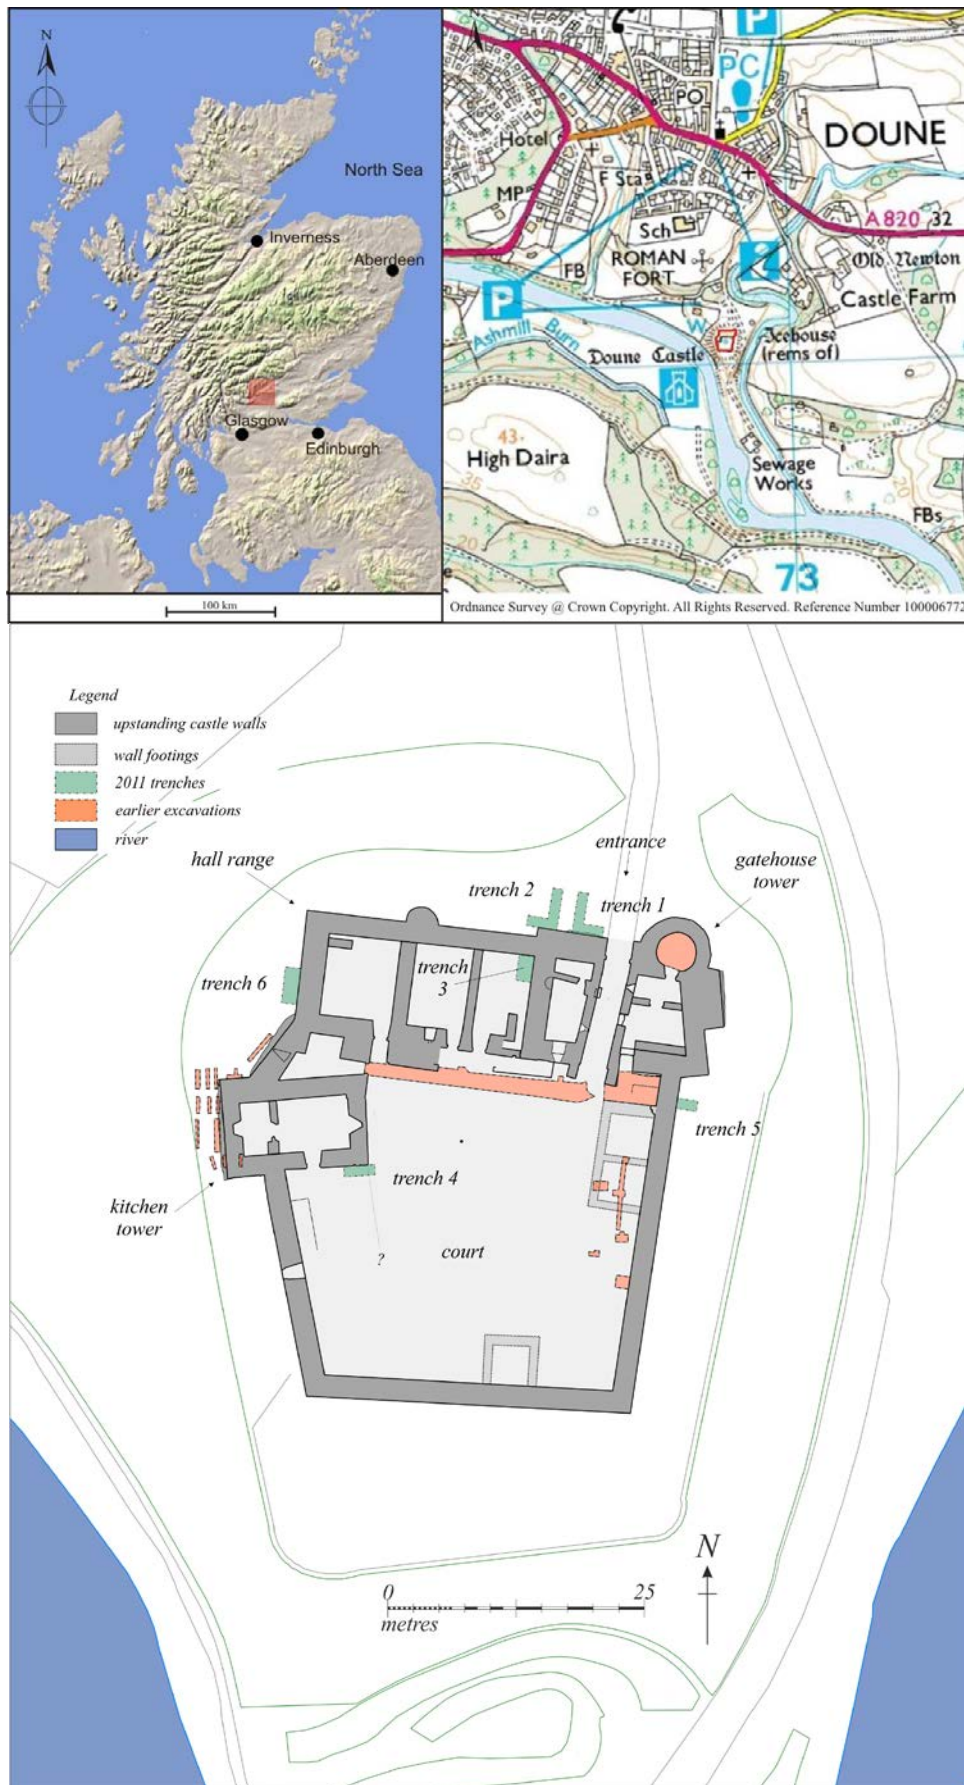 N
North Sea
Inverness
Aberdeen
Glasgow
Edinburgh
100 km
P
PC
PO
DOUNE
Hotel
F Sta
MP
A 820
32
Sch
Old Newton
ROMAN
FORT
FB
Castle Farm
P
Ashmill Burn
W
Doune Castle
Icehouse
(rems of)
43
High Daira
35
Sewage
Works
20
FBs
20
73
Ordnance Survey @ Crown Copyright. All Rights Reserved. Reference Number 100006772
Legend
upstanding castle walls
wall footings
2011 trenches
earlier excavations
river
hall range
entrance
gatehouse
tower
trench 2
trench 1
trench
3
trench 6
trench 5
trench 4
kitchen
tower
?
court
N
0
25
metres